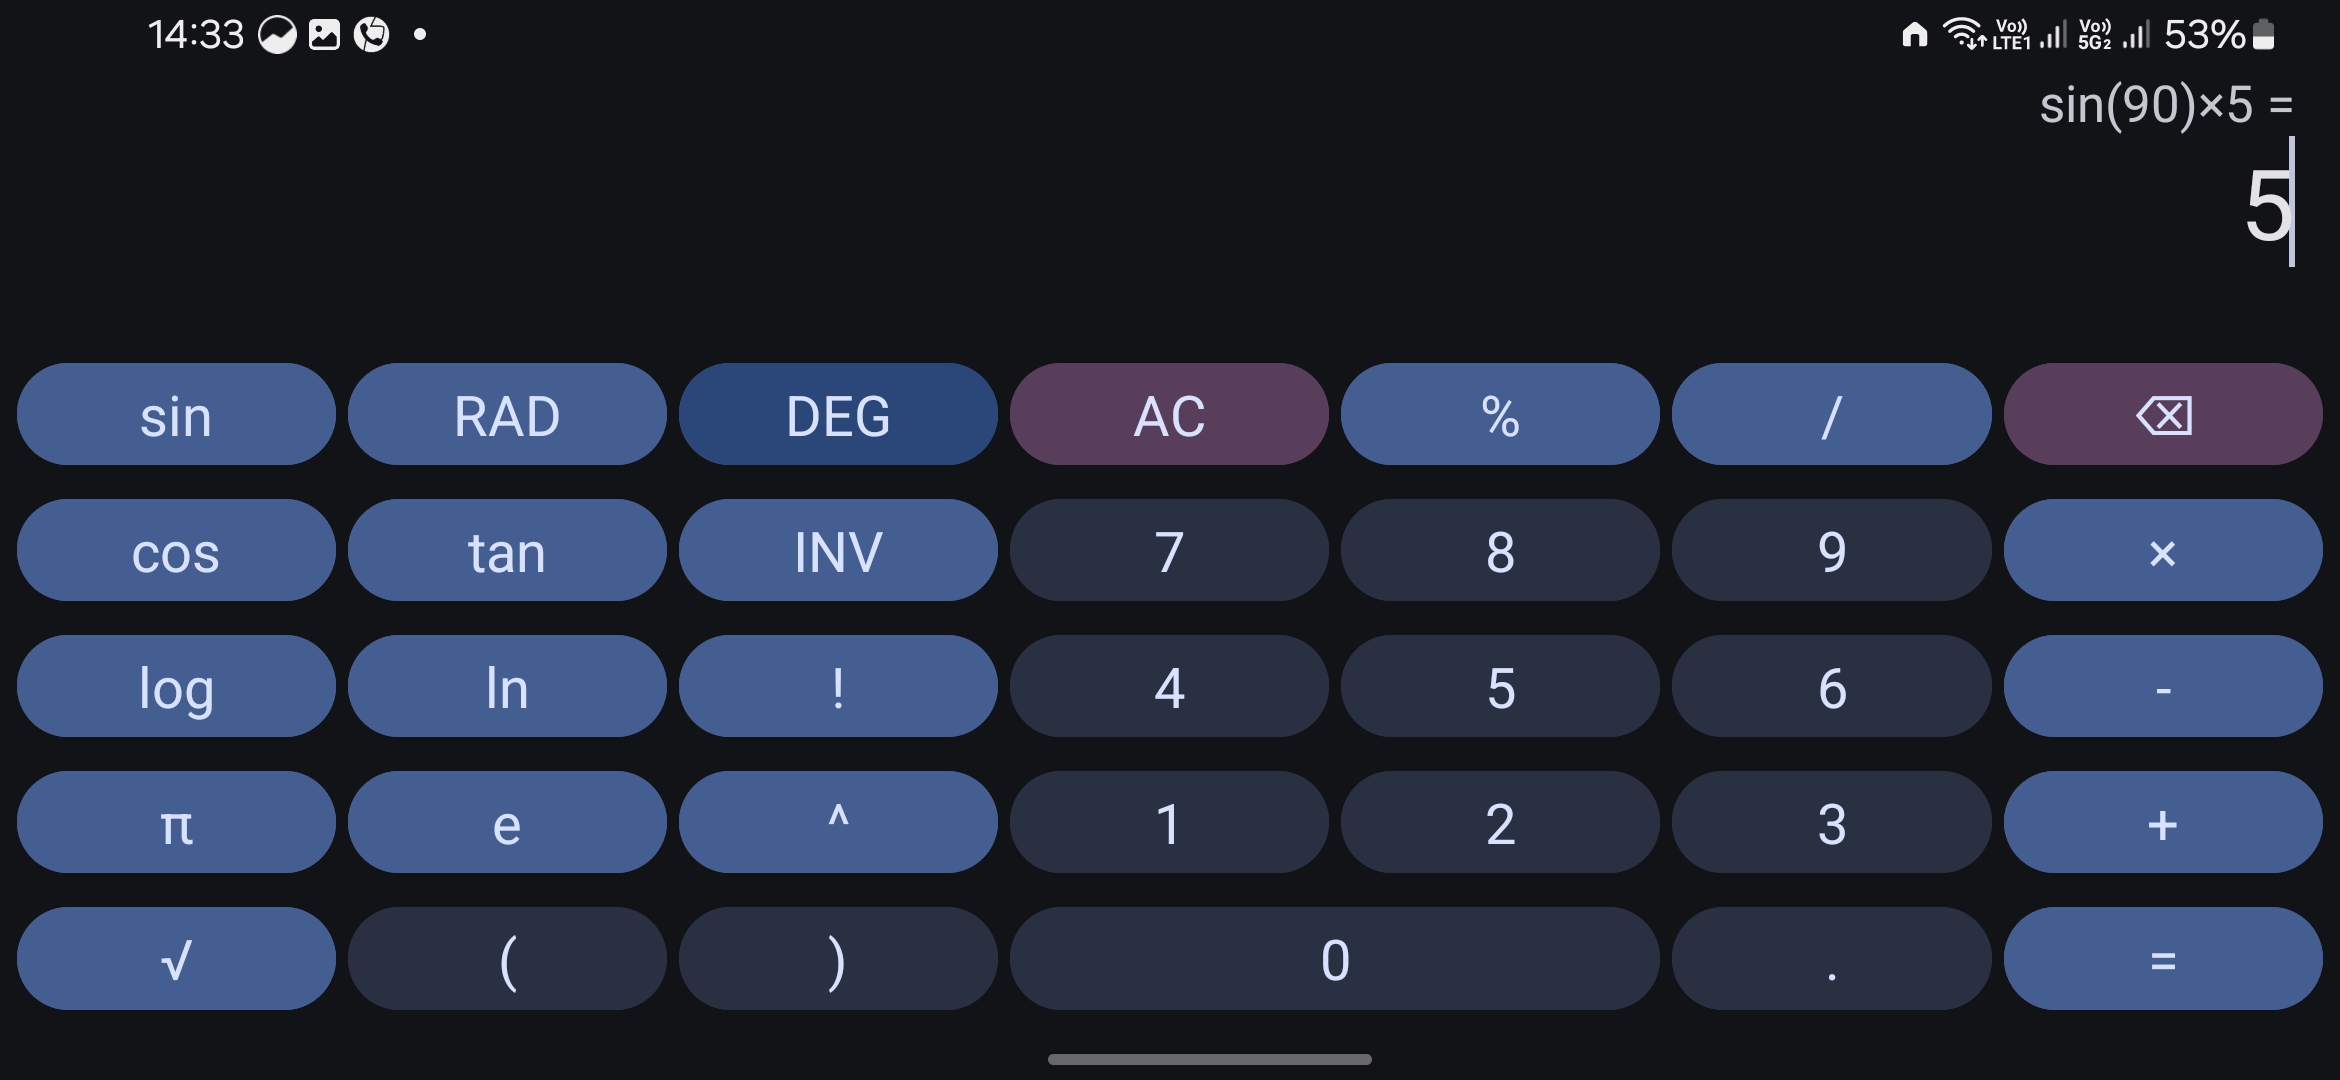 14:33 Vo)) LTE1 Vo)) 5G2 53%
sin(90)×5 =
5
sin RAD DEG AC % /
cos tan INV 7 8 9 ×
log ln ! 4 5 6 -
π e ^ 1 2 3 +
√ ( ) 0 . =